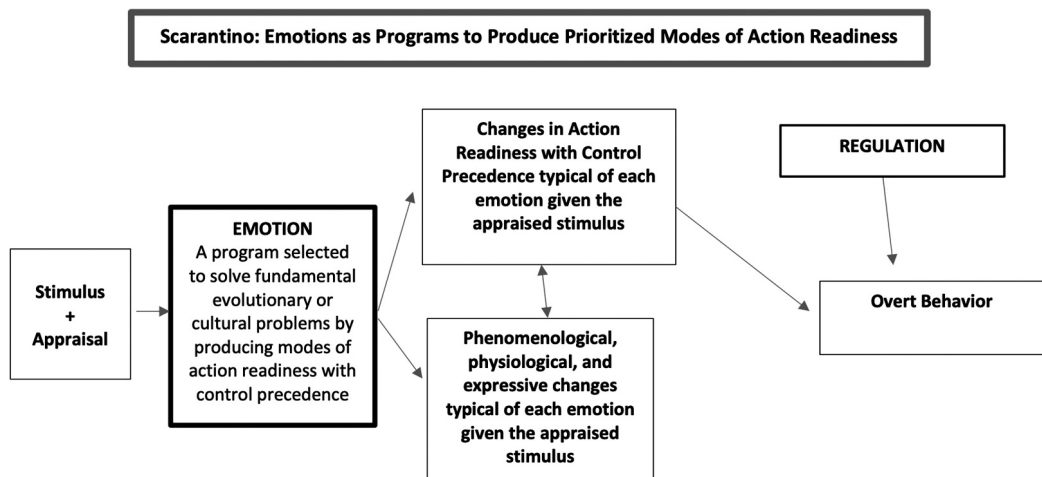 Scarantino: Emotions as Programs to Produce Prioritized Modes of Action Readiness
Stimulus
+
Appraisal
EMOTION
A program selected
to solve fundamental
evolutionary or
cultural problems by
producing modes of
action readiness with
control precedence
Changes in Action
Readiness with Control
Precedence typical of each
emotion given the
appraised stimulus
Phenomenological,
physiological, and
expressive changes
typical of each emotion
given the appraised
stimulus
REGULATION
Overt Behavior